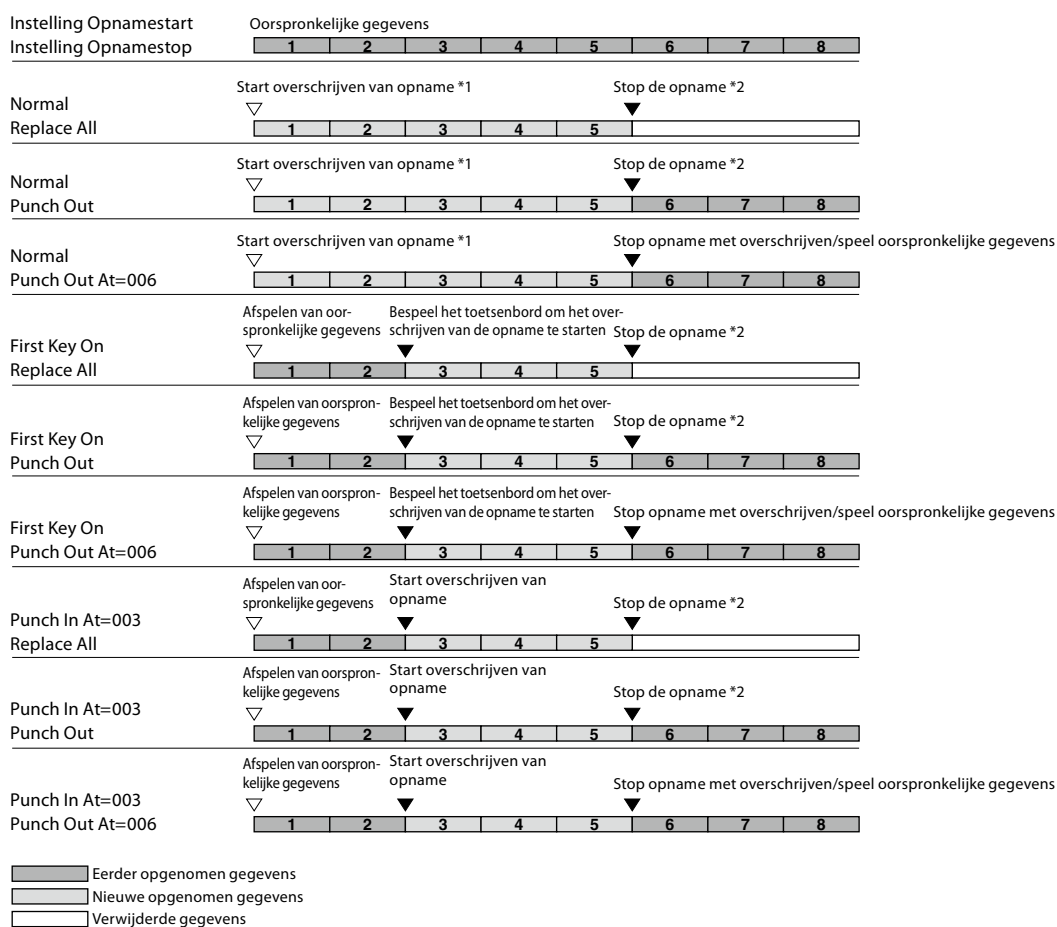 Instelling Opnamestart
Instelling Opnamestop
Oorspronkelijke gegevens
1 2 3 4 5 6 7 8
Normal
Replace All
Start overschrijven van opname *1
Stop de opname *2
1 2 3 4 5
Normal
Punch Out
Start overschrijven van opname *1
Stop de opname *2
1 2 3 4 5 6 7 8
Normal
Punch Out At=006
Start overschrijven van opname *1
Stop opname met overschrijven/speel oorspronkelijke gegevens
1 2 3 4 5 6 7 8
First Key On
Replace All
Afspelen van oor-
spronkelijke gegevens
Bespeel het toetsenbord om het over-
schrijven van de opname te starten
Stop de opname *2
1 2 3 4 5
First Key On
Punch Out
Afspelen van oorspron-
kelijke gegevens
Bespeel het toetsenbord om het over-
schrijven van de opname te starten
Stop de opname *2
1 2 3 4 5 6 7 8
First Key On
Punch Out At=006
Afspelen van oorspron-
kelijke gegevens
Bespeel het toetsenbord om het over-
schrijven van de opname te starten
Stop opname met overschrijven/speel oorspronkelijke gegevens
1 2 3 4 5 6 7 8
Punch In At=003
Replace All
Afspelen van oor-
spronkelijke gegevens
Start overschrijven van
opname
Stop de opname *2
1 2 3 4 5
Punch In At=003
Punch Out
Afspelen van oorspron-
kelijke gegevens
Start overschrijven van
opname
Stop de opname *2
1 2 3 4 5 6 7 8
Punch In At=003
Punch Out At=006
Afspelen van oorspron-
kelijke gegevens
Start overschrijven van
opname
Stop opname met overschrijven/speel oorspronkelijke gegevens
1 2 3 4 5 6 7 8
Eerder opgenomen gegevens
Nieuwe opgenomen gegevens
Verwijderde gegevens